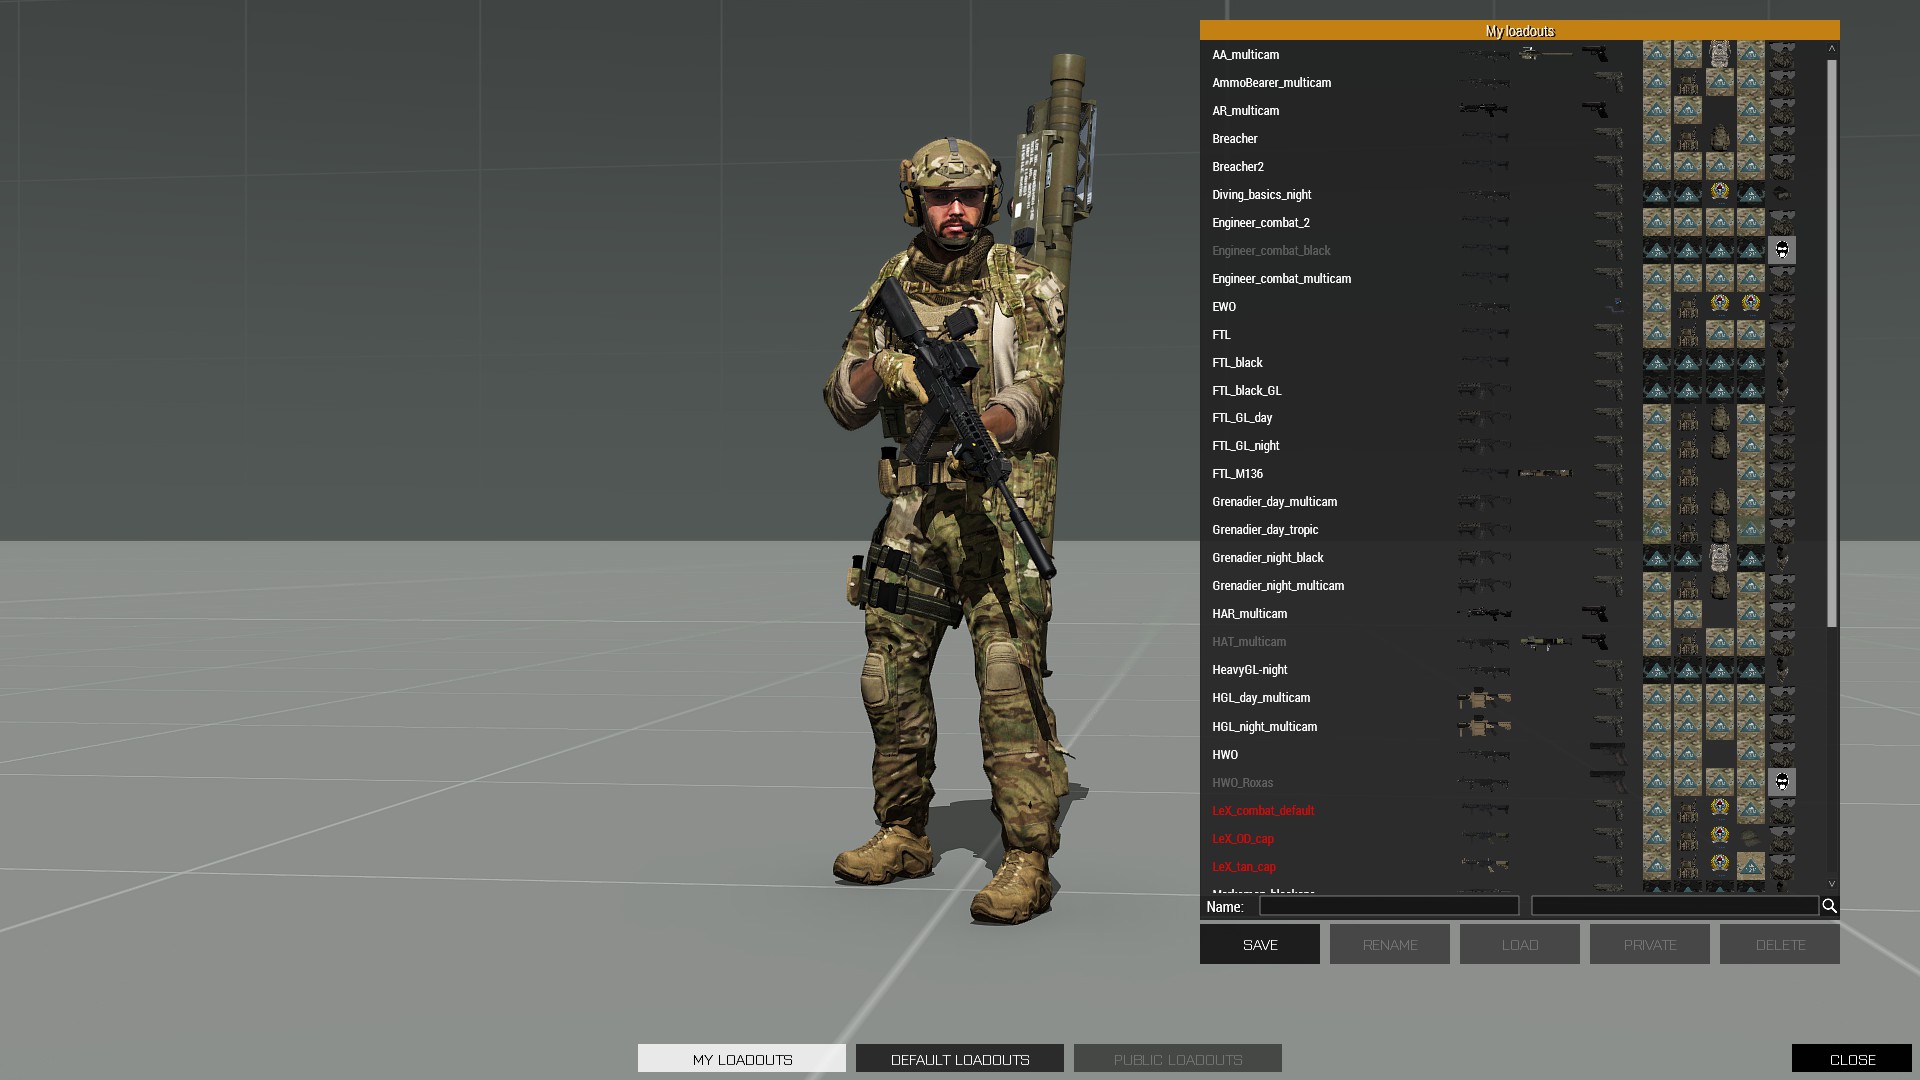 My loadouts
AA_multicam
AmmoBearer_multicam
AR_multicam
Breacher
Breacher2
Diving_basics_night
Engineer_combat_2
Engineer_combat_black
Engineer_combat_multicam
EWO
FTL
FTL_black
FTL_black_GL
FTL_GL_day
FTL_GL_night
FTL_M136
Grenadier_day_multicam
Grenadier_day_tropic
Grenadier_night_black
Grenadier_night_multicam
HAR_multicam
HAT_multicam
HeavyGL-night
HGL_day_multicam
HGL_night_multicam
HWO
HWO_Roxas
LeX_combat_default
LeX_OD_cap
LeX_tan_cap
Name:
SAVE RENAME LOAD PRIVATE DELETE
MY LOADOUTS DEFAULT LOADOUTS PUBLIC LOADOUTS CLOSE